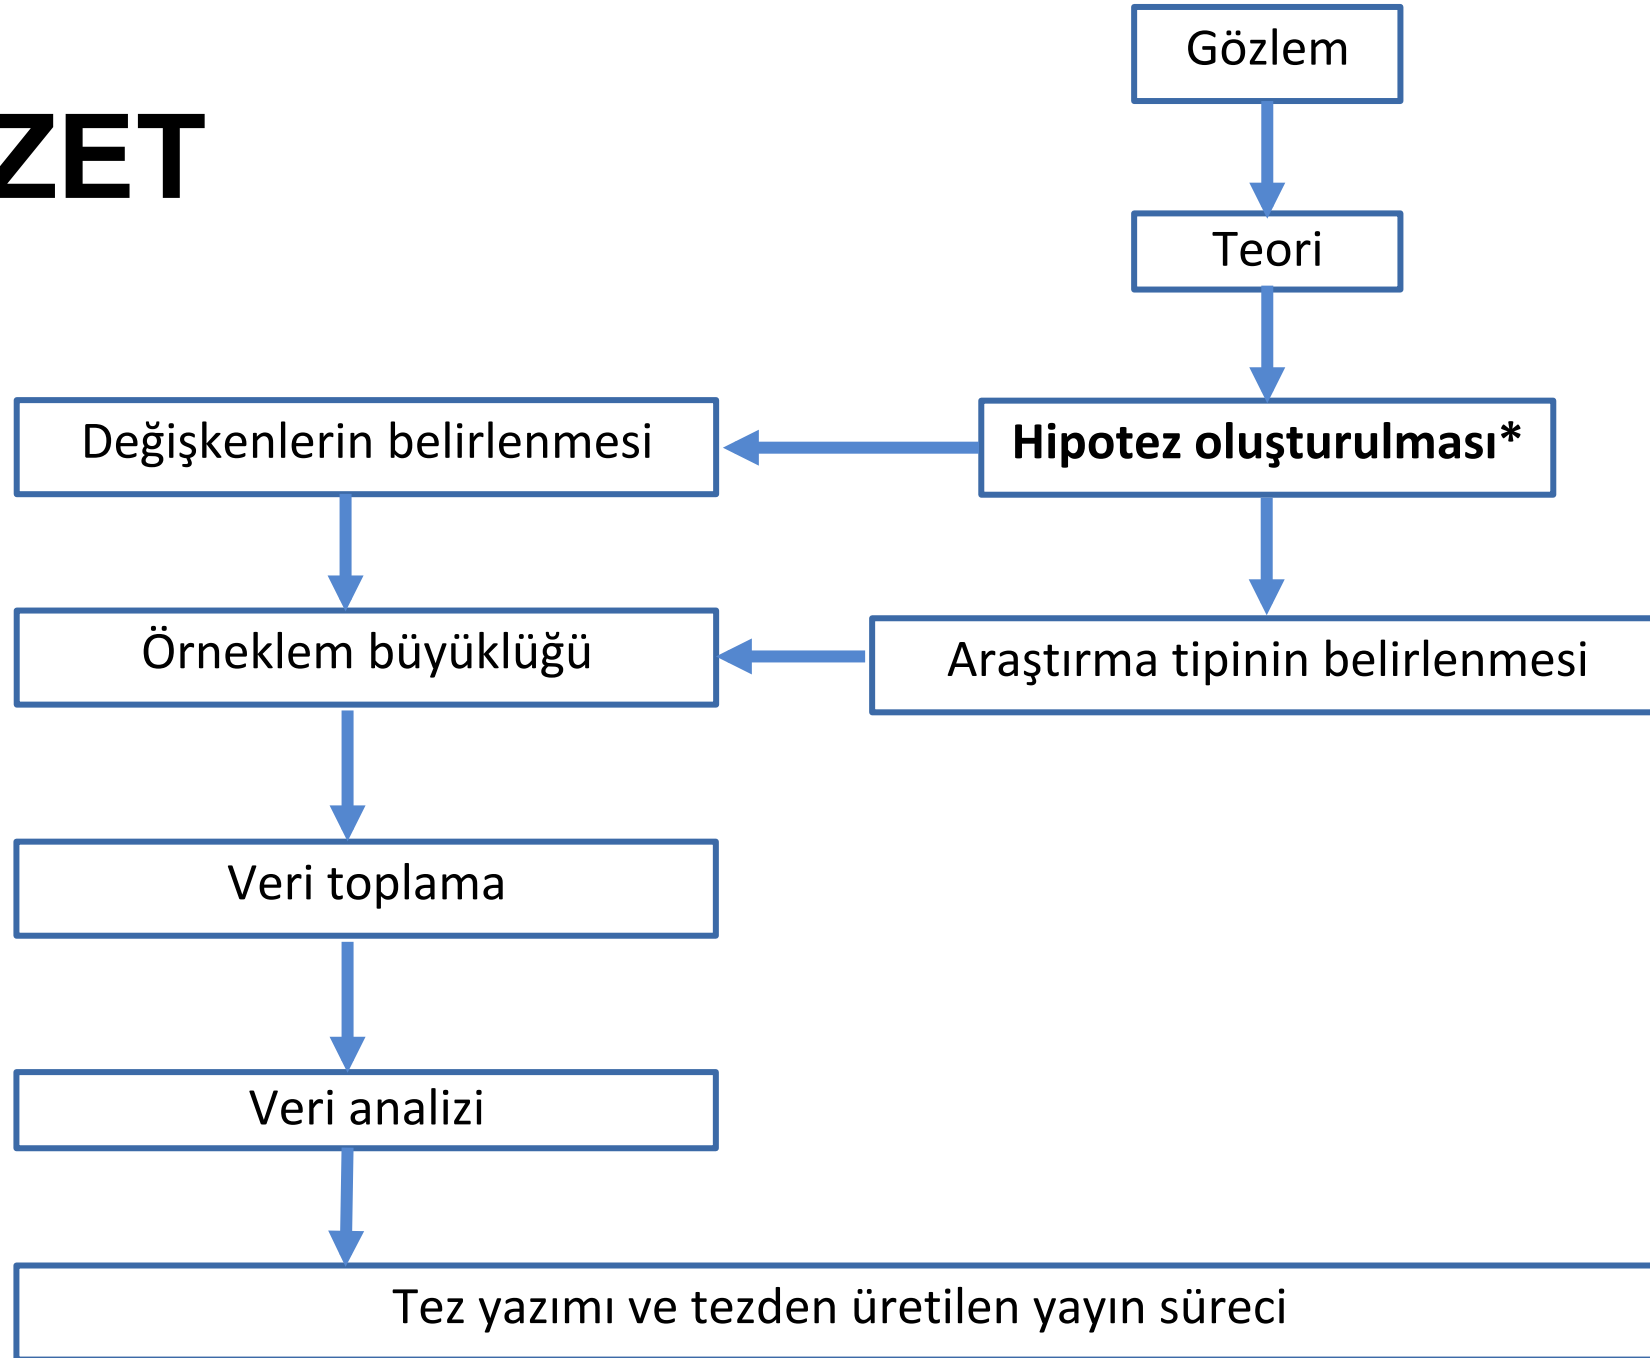 ZET
Gözlem
Teori
Hipotez oluşturulması*
Değişkenlerin belirlenmesi
Araştırma tipinin belirlenmesi
Örneklem büyüklüğü
Veri toplama
Veri analizi
Tez yazımı ve tezden üretilen yayın süreci